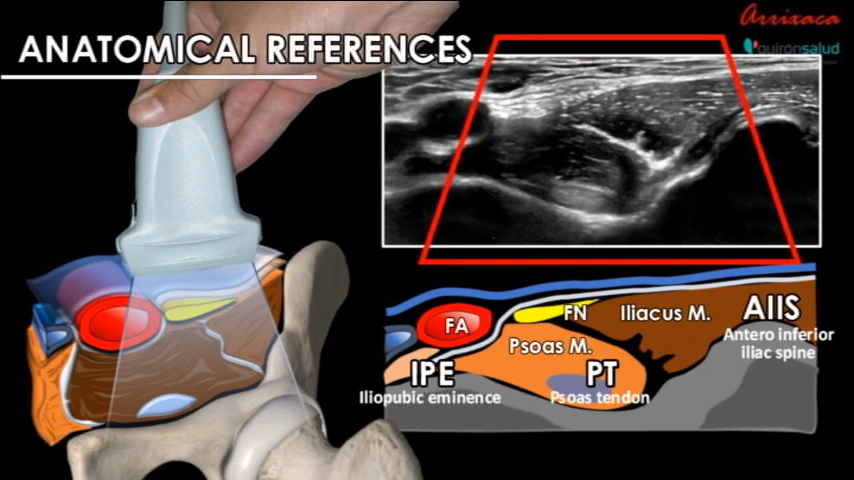 ANATOMICAL REFERENCES
Arrixaca
quironsalud
FA
FN
Iliacus M.
AIIS
Antero inferior
iliac spine
Psoas M.
IPE
Iliopubic eminence
PT
Psoas tendon